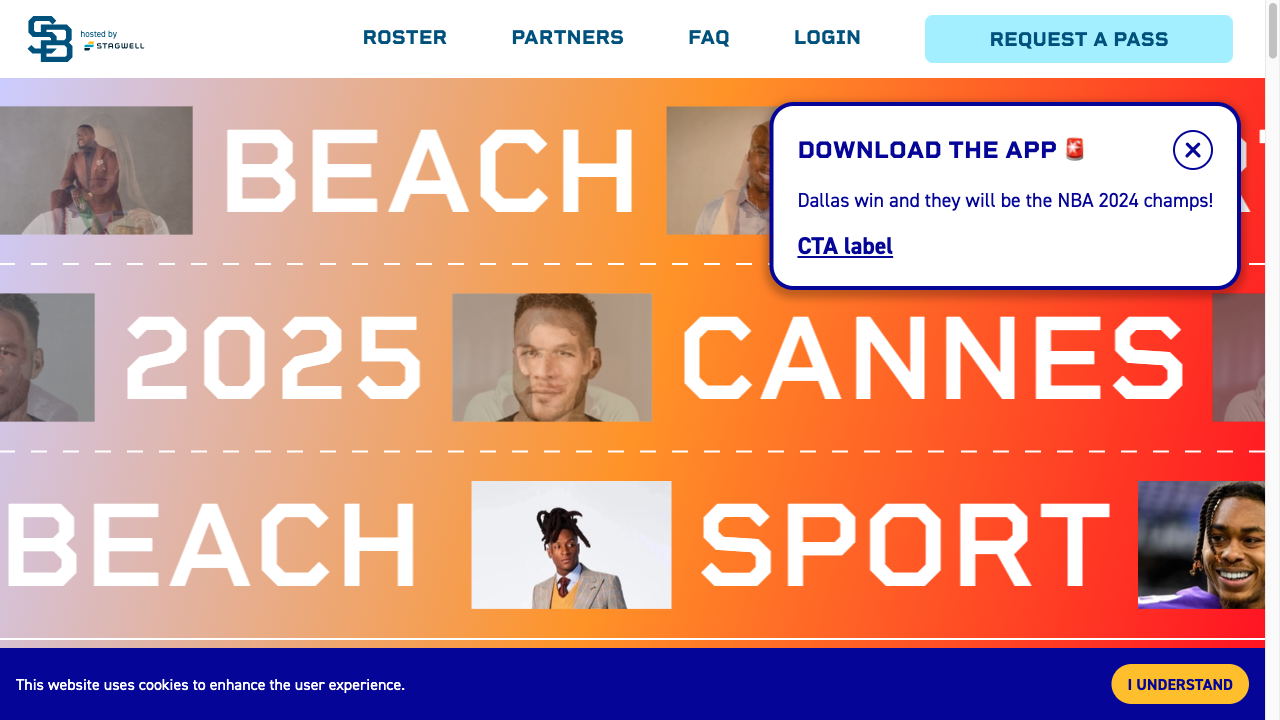 SB hosted by
STAGWELL
ROSTER PARTNERS FAQ LOGIN REQUEST A PASS
BEACH
DOWNLOAD THE APP 🚨
Dallas win and they will be the NBA 2024 champs!
CTA label
2025 CANNES
BEACH SPORT
This website uses cookies to enhance the user experience. I UNDERSTAND